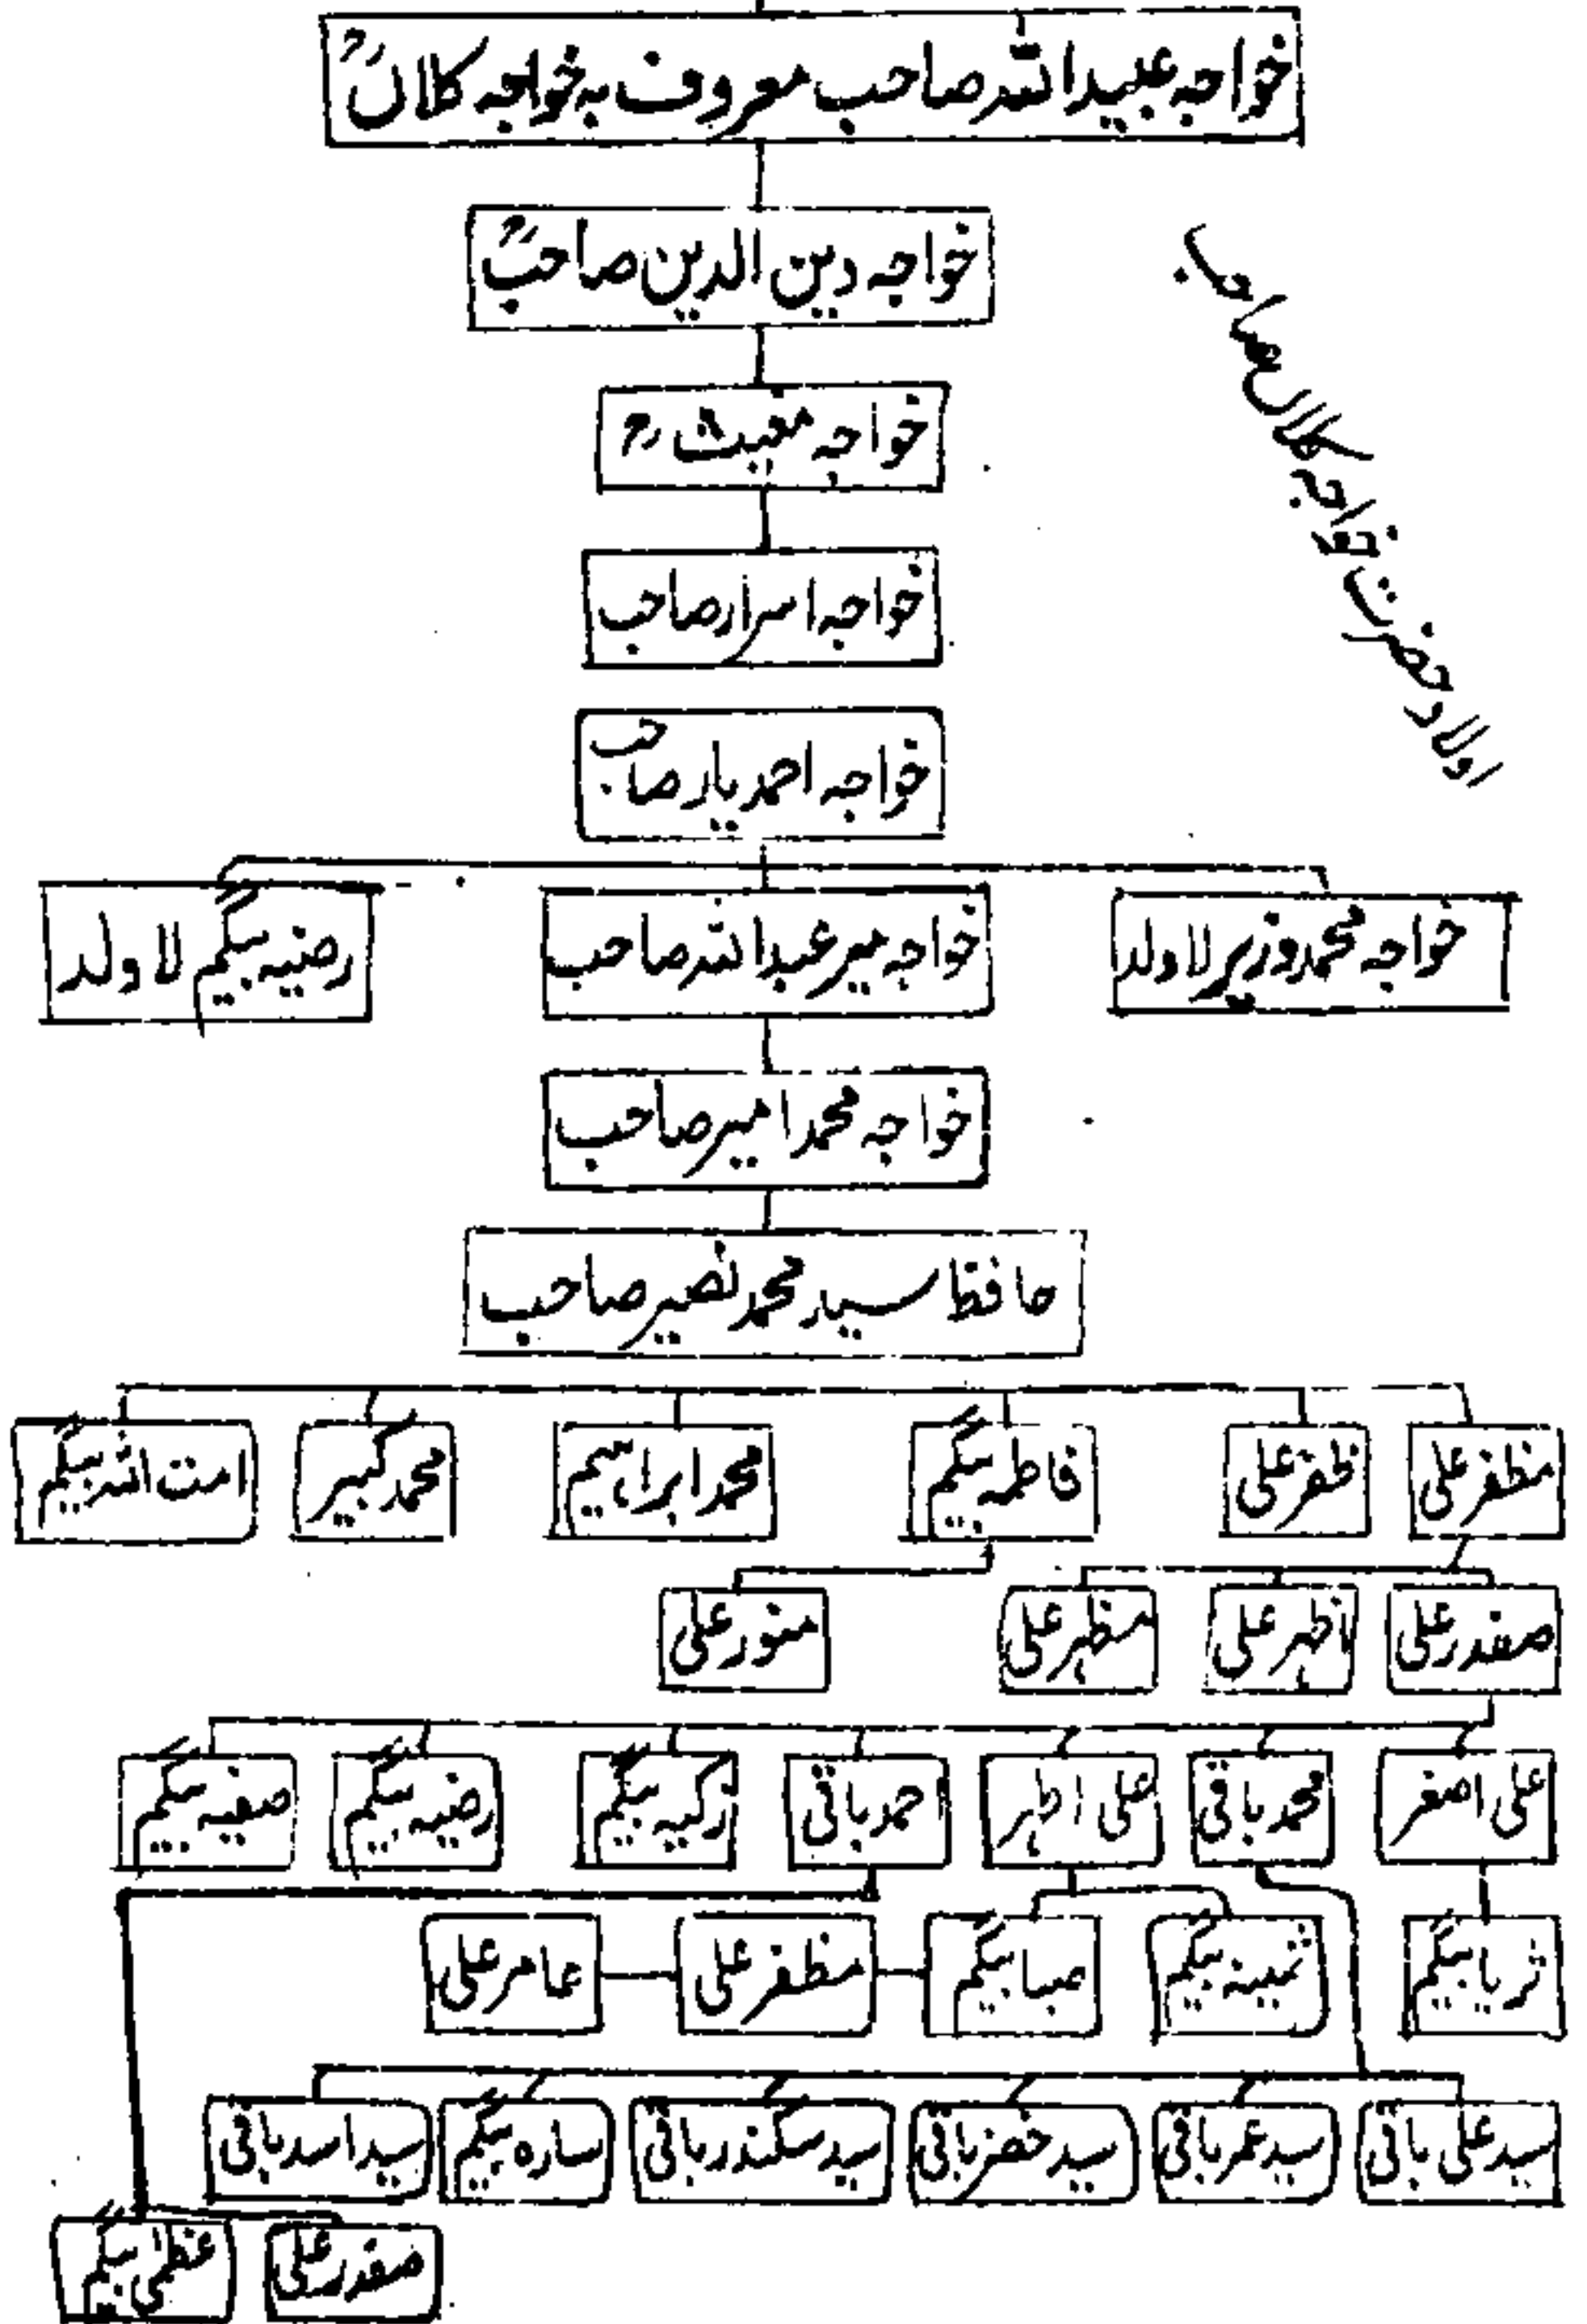 خواجہ عبید اللہ صاحب معروف بہ خواجہ کلاںؒ
خواجہ دین الدین صاحبؒ
اولاد حضرت خواجہ کلاں صاحب
خواجہ مغیثؒ
خواجہ اسرار صاحب
خواجہ احمد یار صاحب
خواجہ محمد وزیر لا ولد
خواجہ میر عبد اللہ صاحب
رضیہ بیگم لا ولد
خواجہ محمد امیر صاحب
حافظ سید محمد نصیر صاحب
مظفر علی
ظفر علی
فاطمہ بیگم
محمد ابراہیم
محمد کبیر
امت اللہ بیگم
صفدر علی
اظہر علی
مظہر علی
منور علی
علی اصغر
محمد باقی
علی اطہر
احمد باقی
زکیہ بیگم
رضیہ بیگم
صفیہ بیگم
ثریا بیگم
ثمینہ بیگم
صبا بیگم
مظفر علی
عامر علی
سید علی باقی
سید عمر باقی
سید خضر باقی
سید سکندر باقی
سارہ بیگم
سید اسد باقی
صفدر علی
عظمیٰ بیگم